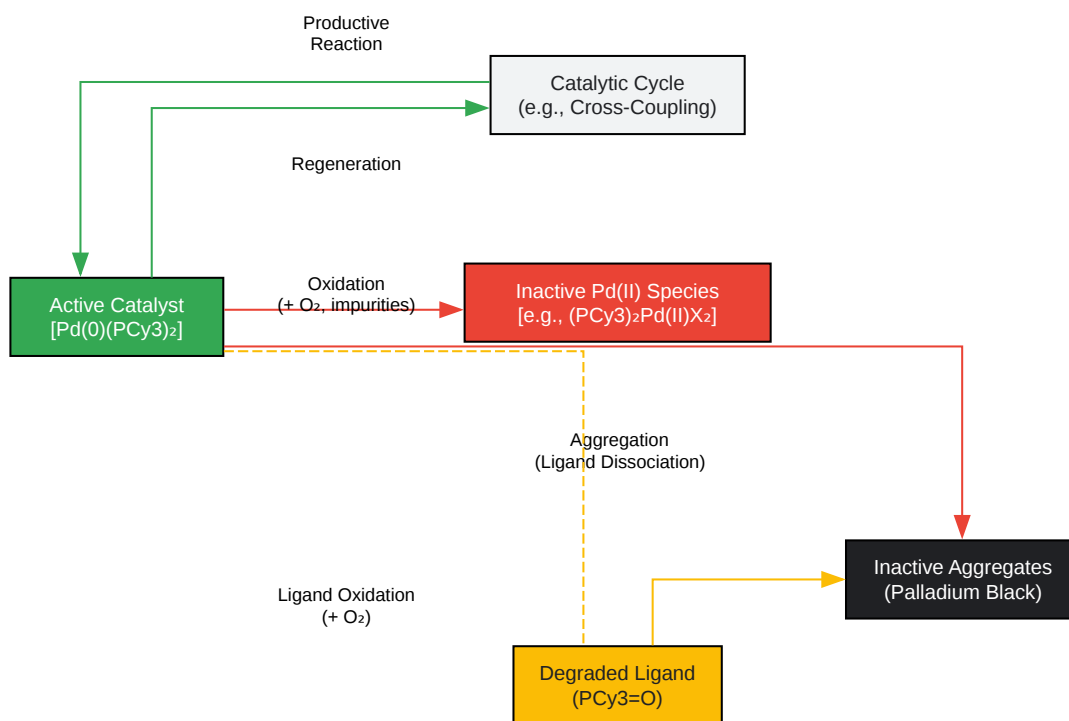 Productive
Reaction
Catalytic Cycle
(e.g., Cross-Coupling)
Regeneration
Active Catalyst
[Pd(0)(PCy3)₂]
Oxidation
(+ O₂, impurities)
Inactive Pd(II) Species
[e.g., (PCy3)₂Pd(II)X₂]
Aggregation
(Ligand Dissociation)
Inactive Aggregates
(Palladium Black)
Ligand Oxidation
(+ O₂)
Degraded Ligand
(PCy3=O)